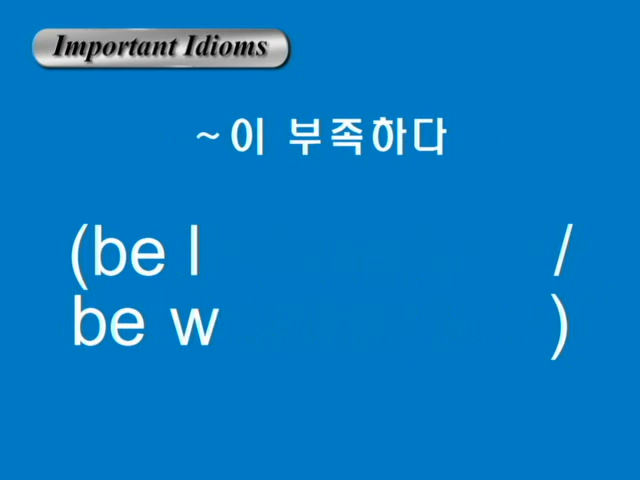 Important Idioms
~이 부족하다
(be l /
be w )